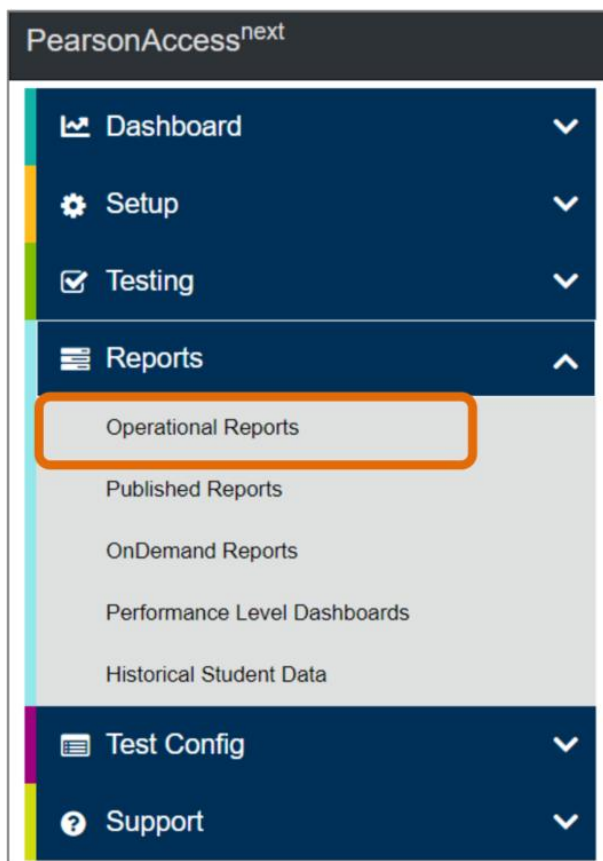 PearsonAccessnext
Dashboard
Setup
Testing
Reports
Operational Reports
Published Reports
OnDemand Reports
Performance Level Dashboards
Historical Student Data
Test Config
Support